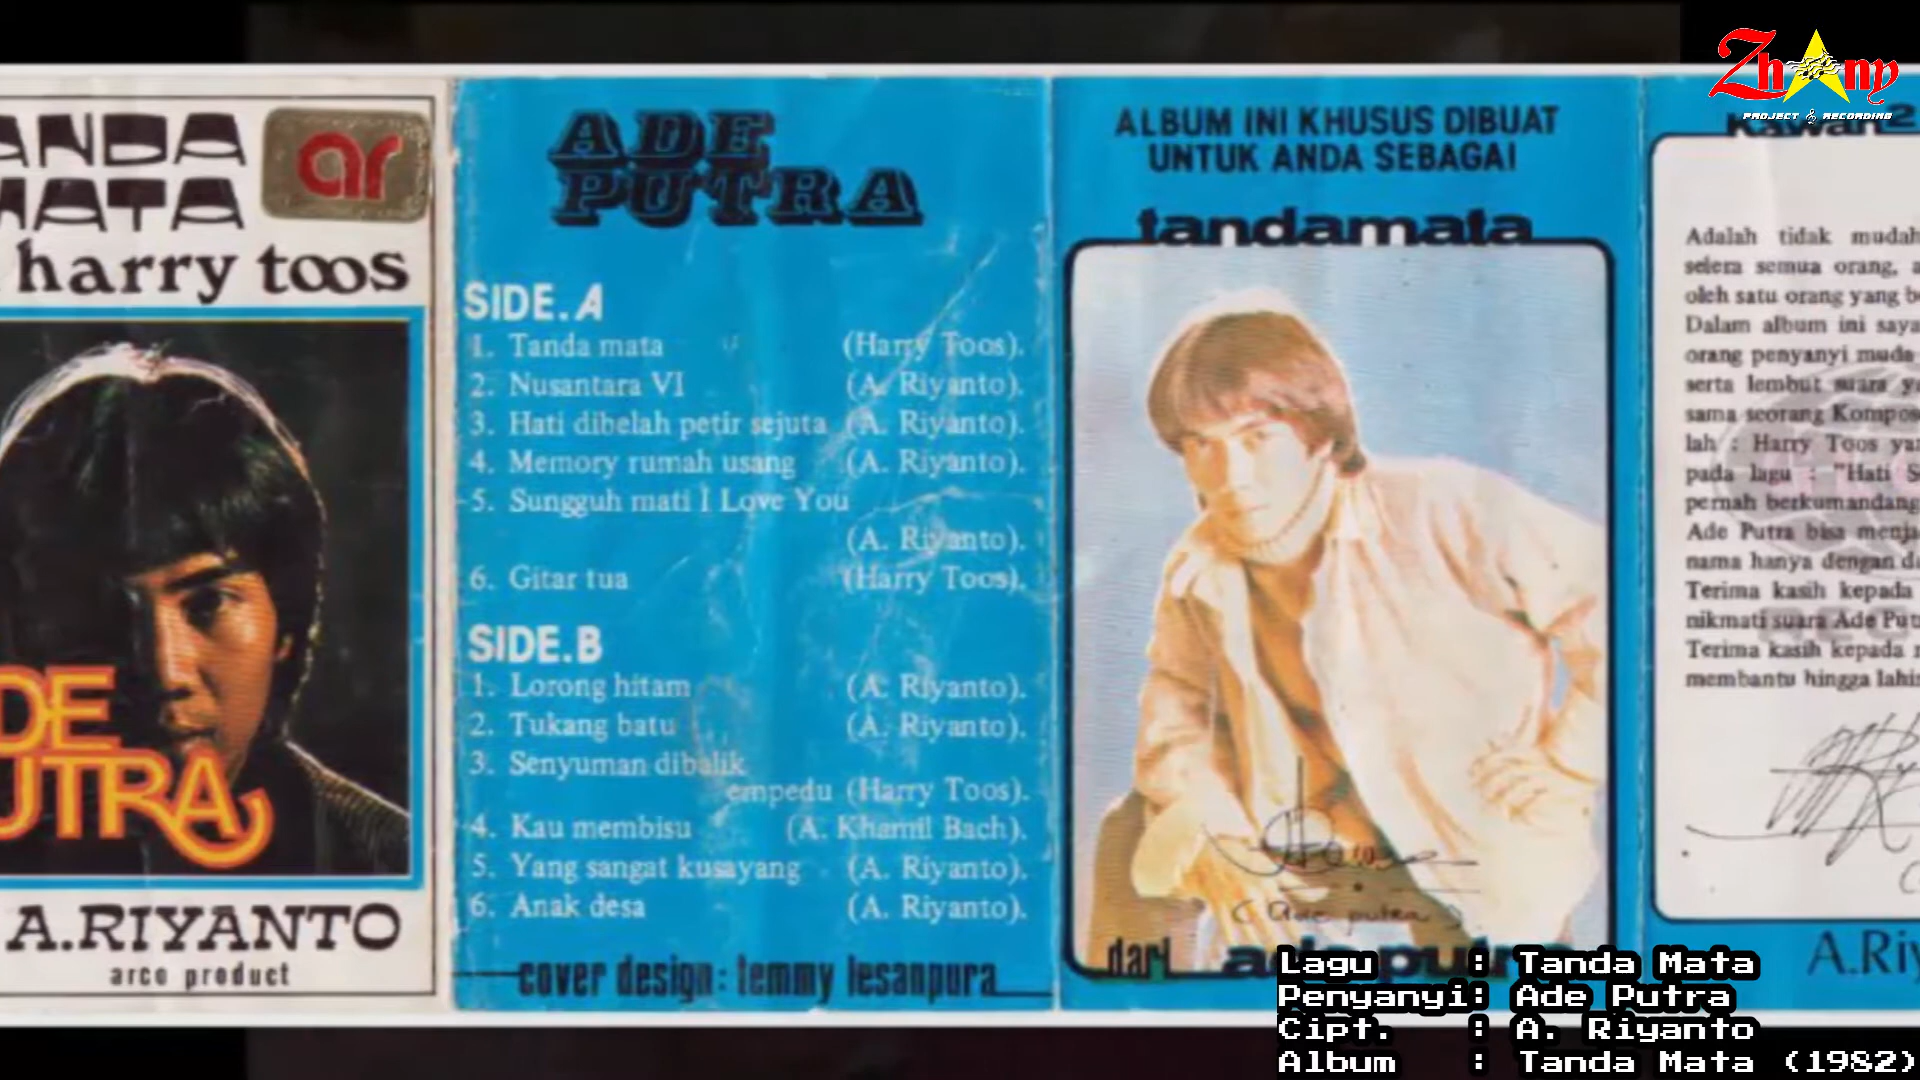 Zhany
PROJECT RECORDING
ANDA
MATA
harry toos
ar
DE
UTRA
A.RIYANTO
arco product
ADE
PUTRA
SIDE.A
1. Tanda mata (Harry Toos).
2. Nusantara VI (A. Riyanto).
3. Hati dibelah petir sejuta (A. Riyanto).
4. Memory rumah usang (A. Riyanto).
5. Sungguh mati I Love You
(A. Riyanto).
6. Gitar tua (Harry Toos).
SIDE.B
1. Lorong hitam (A. Riyanto).
2. Tukang batu (A. Riyanto).
3. Senyuman dibalik
empedu (Harry Toos).
4. Kau membisu (A. Khamil Bach).
5. Yang sangat kusayang (A. Riyanto).
6. Anak desa (A. Riyanto).
cover design: temmy lesanpura
ALBUM INI KHUSUS DIBUAT
UNTUK ANDA SEBAGAI
tandamata
(Ade putra)
dari ade putra
Kawan2
Adalah tidak mudah
selera semua orang,
oleh satu orang yang
Dalam album ini saya
orang penyanyi muda
serta lembut suara
sama seorang
lah : Harry Toos
pada lagu : "Hati
pernah berkumandang
Ade Putra bisa
nama hanya dengan
Terima kasih kepada
nikmati suara Ade
Terima kasih kepada
membantu hingga
A.Riy
Lagu : Tanda Mata
Penyanyi: Ade Putra
Cipt. : A. Riyanto
Album : Tanda Mata (1982)